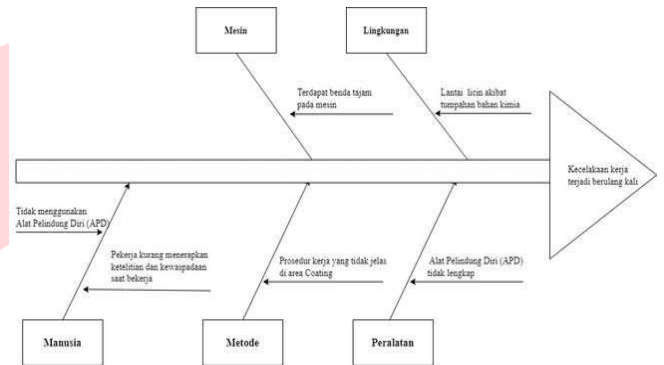 Mesin
Lingkungan
Terdapat benda tajam
pada mesin
Lantai licin akibat
tumpahan bahan kimia
Kecelakaan kerja
terjadi berulang kali
Tidak menggunakan
Alat Pelindung Diri (APD)
Pekerja kurang menerapkan
ketelitian dan kewaspadaan
saat bekerja
Prosedur kerja yang tidak jelas
di area Coating
Alat Pelindung Diri (APD)
tidak lengkap
Manusia
Metode
Peralatan